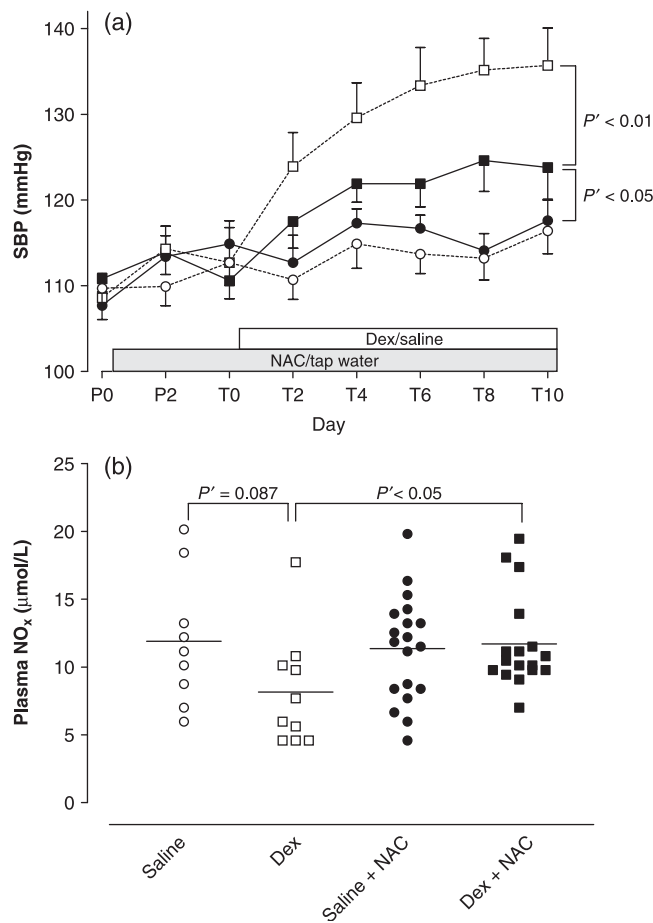 (a)
140
130
120
110
100
SBP (mmHg)
P′ < 0.01
P′ < 0.05
Dex/saline
NAC/tap water
P0 P2 T0 T2 T4 T6 T8 T10
Day
(b)
25
20
15
10
5
0
Plasma NOx (μmol/L)
P′ = 0.087 P′< 0.05
Saline Dex Saline + NAC Dex + NAC